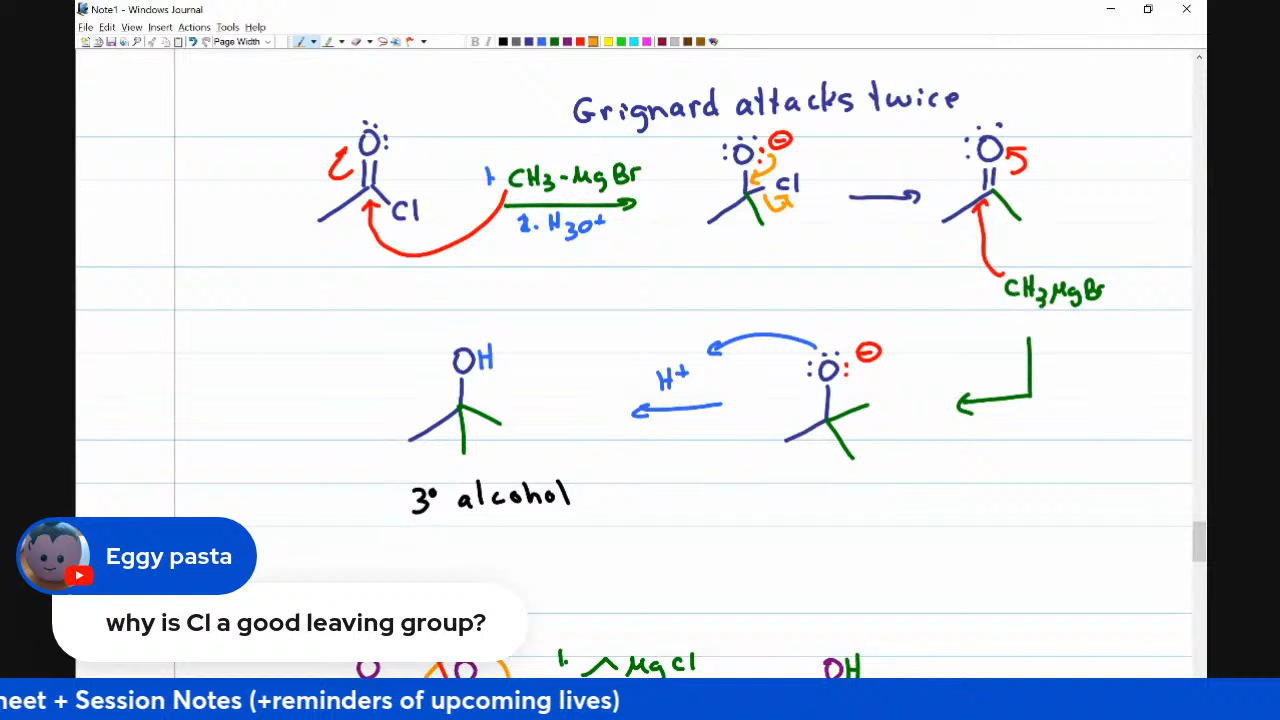 Note1 - Windows Journal
File Edit View Insert Actions Tools Help
Page Width
B I
Grignard attacks twice
O
Cl
1. CH3-MgBr
2. H3O+
O
Cl
O
CH3MgBr
OH
H+
O
3° alcohol
Eggy pasta
why is Cl a good leaving group?
O O 1. MgCl OH
heet + Session Notes (+reminders of upcoming lives)